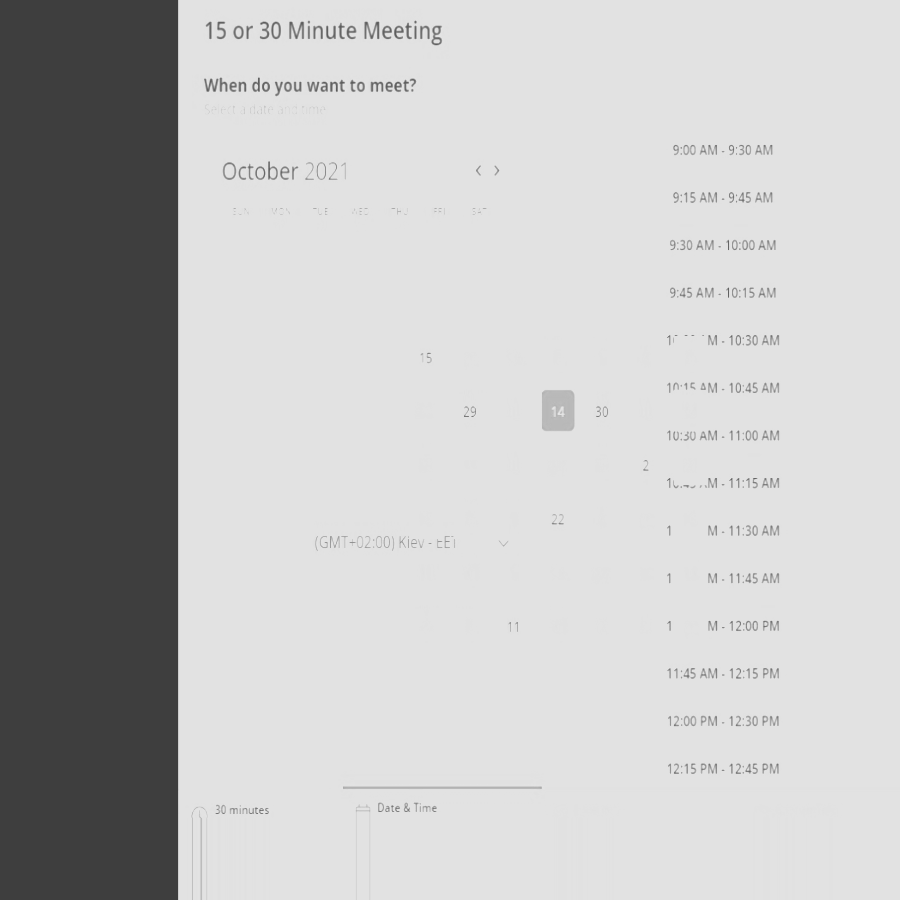 15 or 30 Minute Meeting
When do you want to meet?
Select a date and time
October 2021
SUN MON TUE WED THU FRI SAT
15
29 14 30
2
22
(GMT+02:00) Kiev - EET
11
9:00 AM - 9:30 AM
9:15 AM - 9:45 AM
9:30 AM - 10:00 AM
9:45 AM - 10:15 AM
M - 10:30 AM
10:15 AM - 10:45 AM
10:30 AM - 11:00 AM
M - 11:15 AM
1 M - 11:30 AM
1 M - 11:45 AM
1 M - 12:00 PM
11:45 AM - 12:15 PM
12:00 PM - 12:30 PM
12:15 PM - 12:45 PM
30 minutes
Date & Time